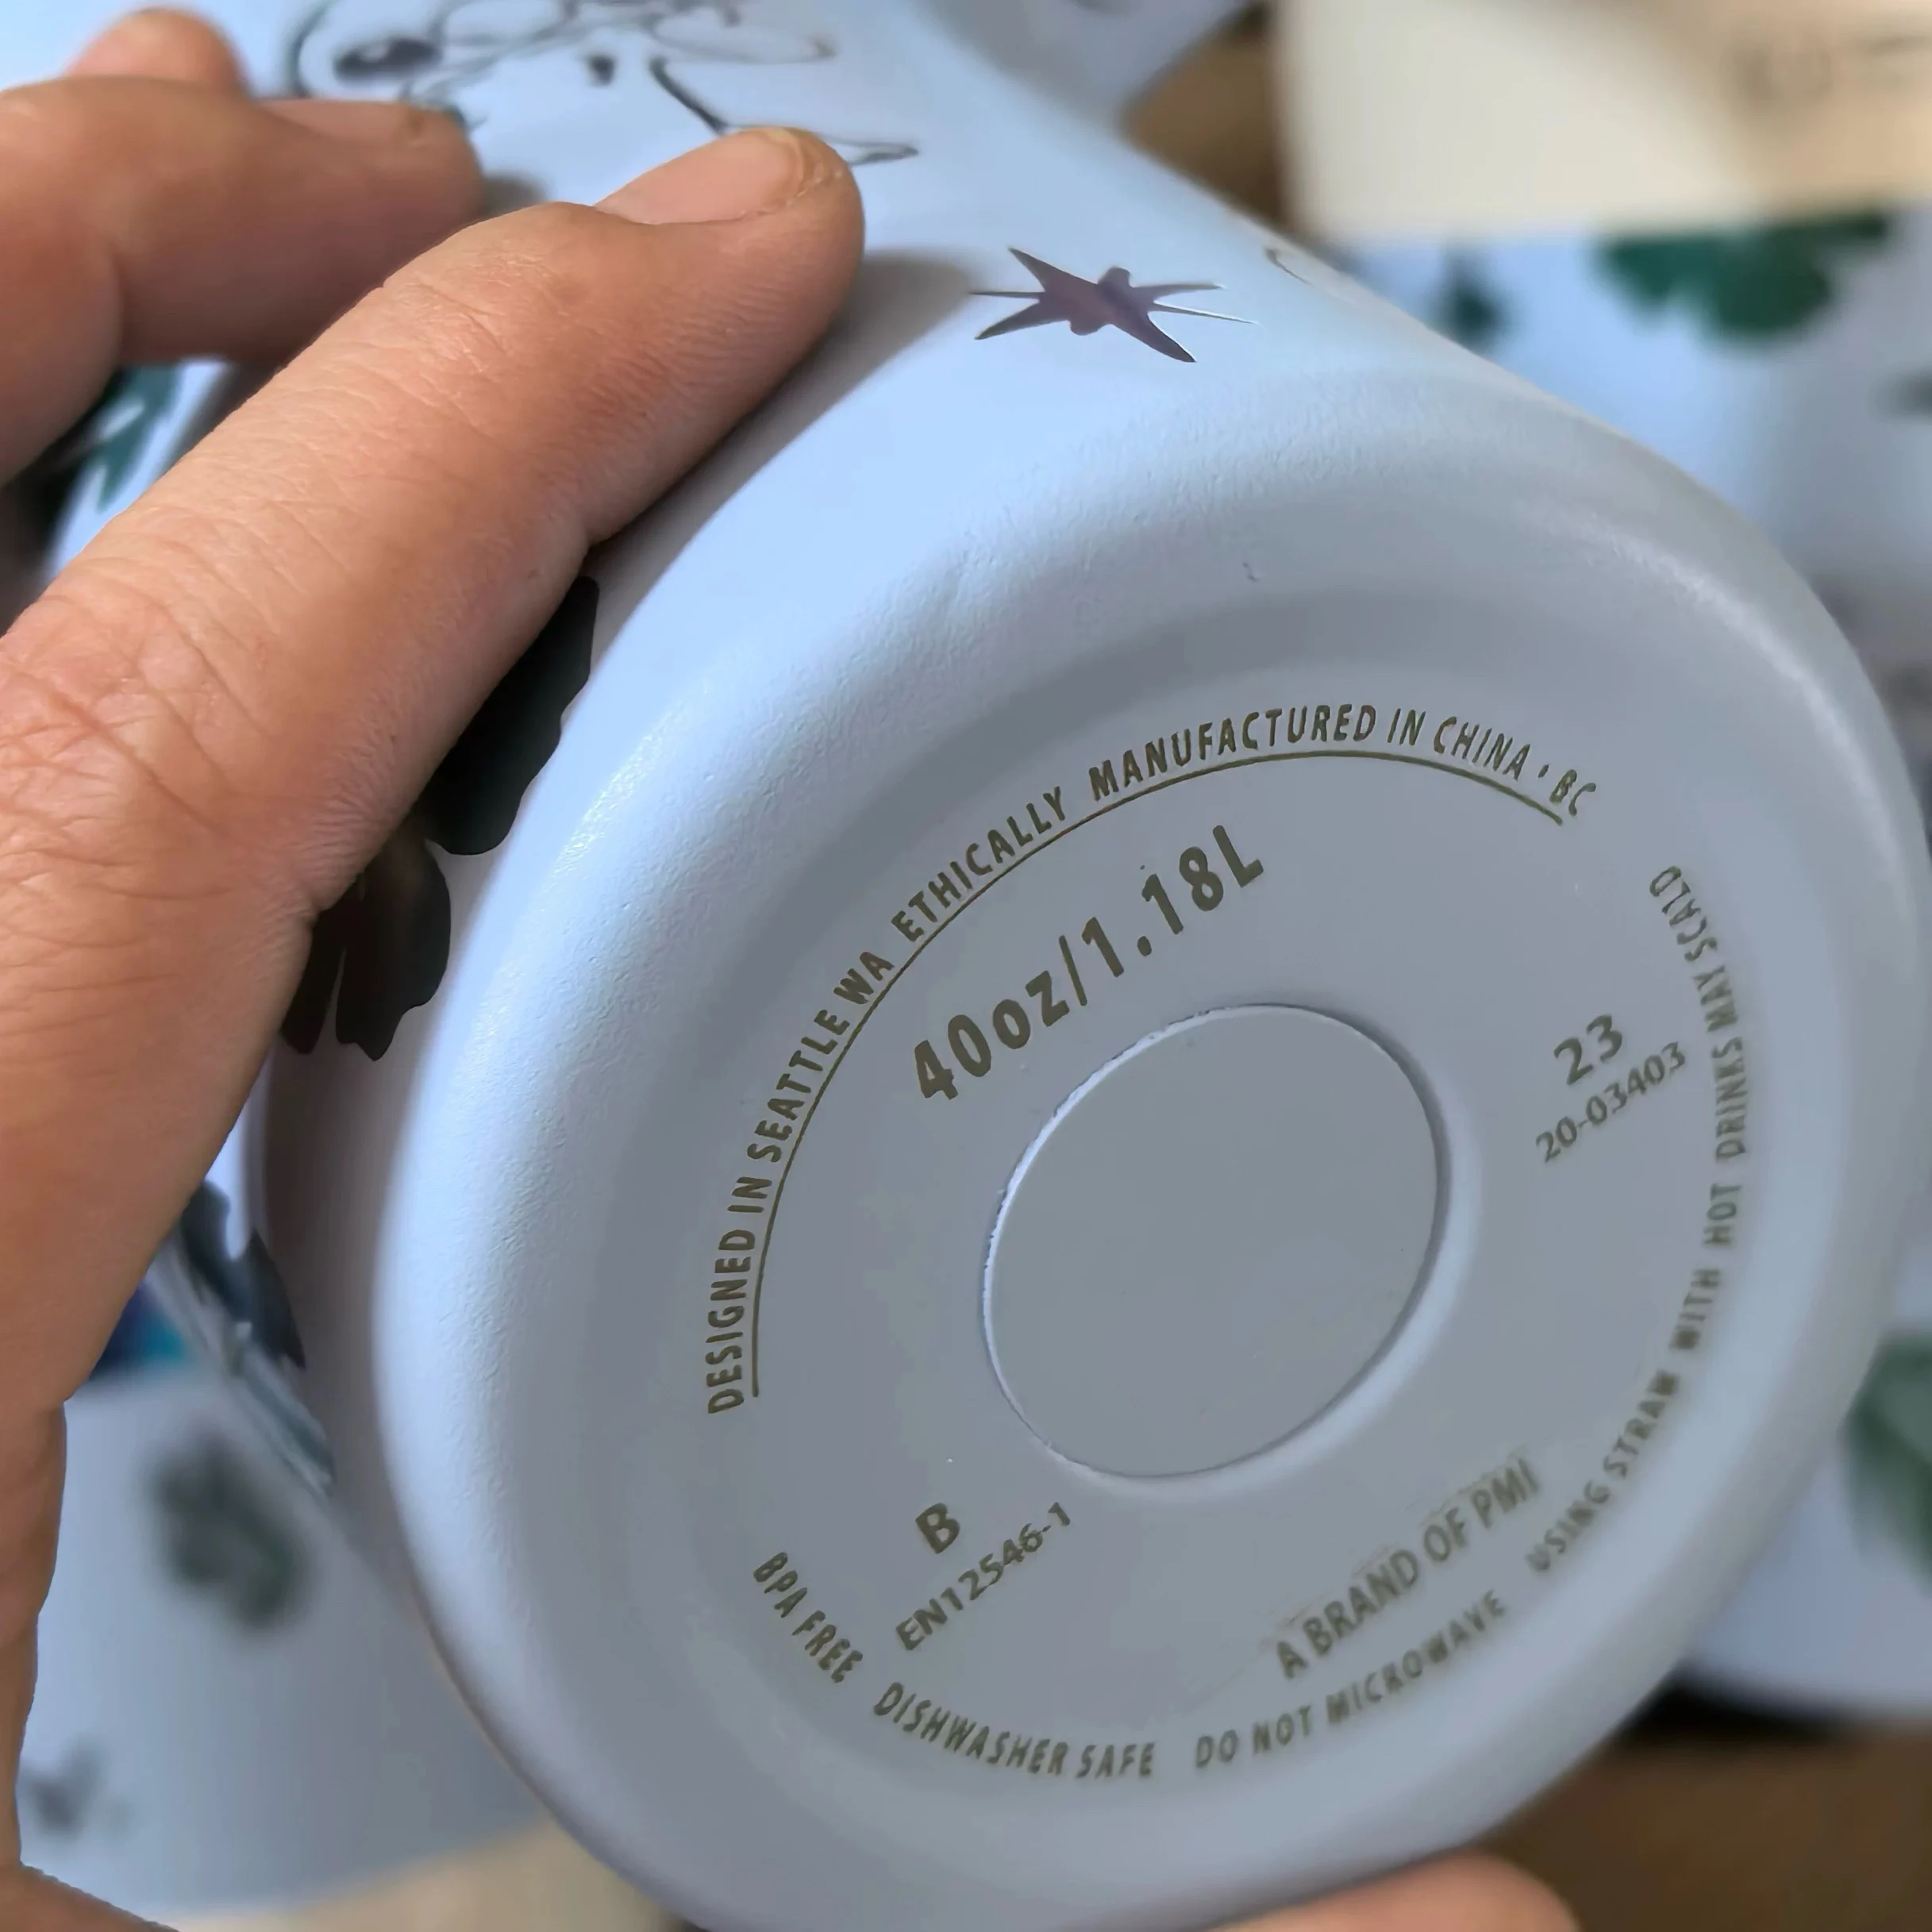 DESIGNED IN SEATTLE WA ETHICALLY MANUFACTURED IN CHINA · BC
40oz/1.18L
23
20-03403
B
EN12546-1
A BRAND OF PMI
BPA FREE DISHWASHER SAFE DO NOT MICROWAVE USING STRAW WITH HOT DRINKS MAY SCALD